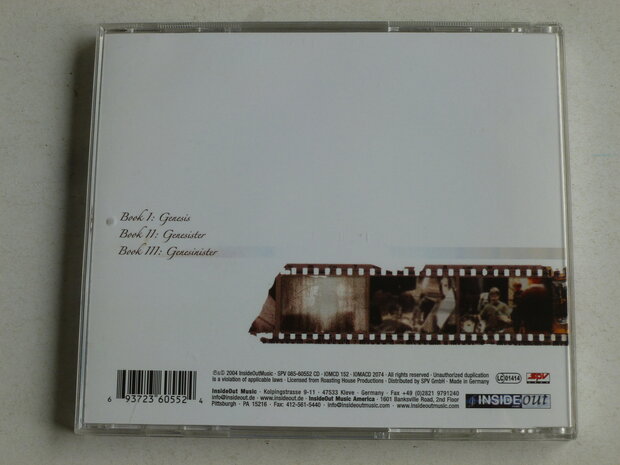 Book I: Genesis
Book II: Genesister
Book III: Genesinister
℗&© 2004 InsideOutMusic · SPV 085-60552 CD · IOMCD 152 · IOMACD 2074 · All rights reserved · Unauthorized duplication
is a violation of applicable laws · Licensed from Roasting House Productions · Distributed by SPV GmbH · Made in Germany
InsideOut Music · Kolpingstrasse 9-11 · 47533 Kleve · Germany · Fax +49 (0)2821 9791240
info@insideout.de · www.insideout.de · InsideOut Music America · 1601 Banksville Road, 2nd Floor
Pittsburgh · PA 15216 · Fax: 412-561-5440 · info@insideoutmusic.com · www.insideoutmusic.com
6 93723 60552 4
LC 01414
SPV
INSIDEOUT